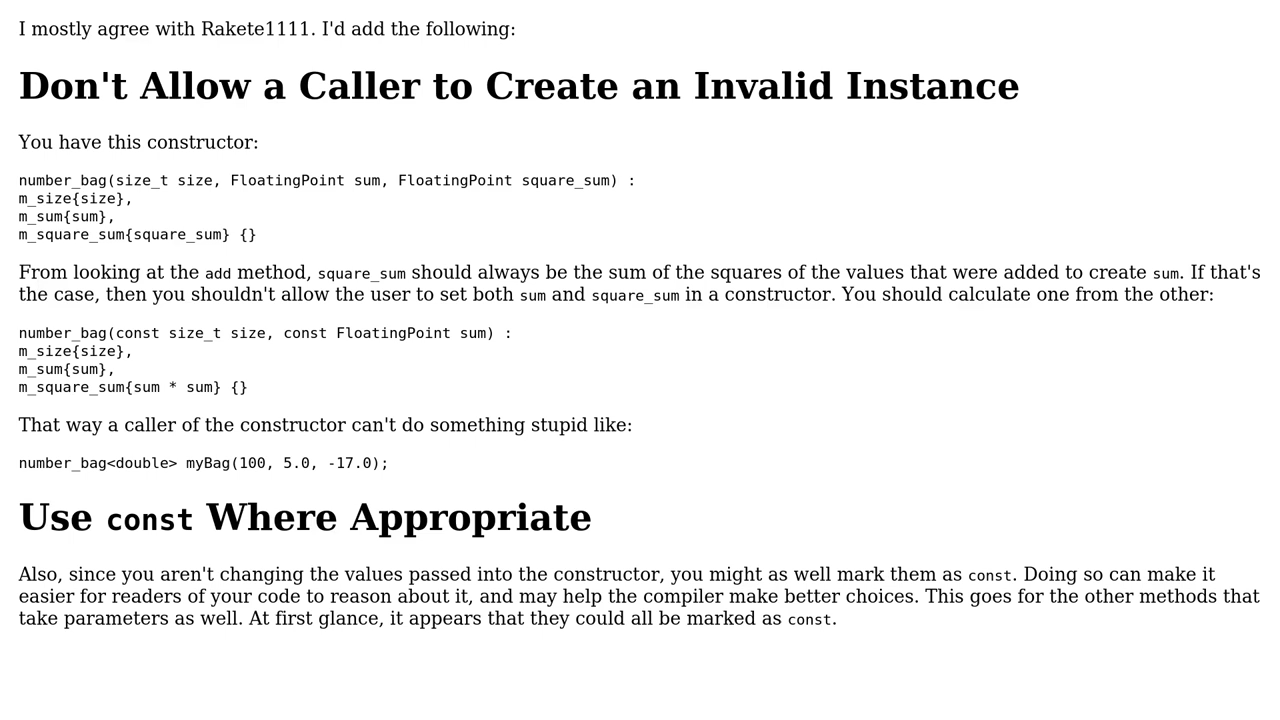 I mostly agree with Rakete1111. I'd add the following:
Don't Allow a Caller to Create an Invalid Instance
You have this constructor:
number_bag(size_t size, FloatingPoint sum, FloatingPoint square_sum) :
m_size{size},
m_sum{sum},
m_square_sum{square_sum} {}
From looking at the add method, square_sum should always be the sum of the squares of the values that were added to create sum. If that's
the case, then you shouldn't allow the user to set both sum and square_sum in a constructor. You should calculate one from the other:
number_bag(const size_t size, const FloatingPoint sum) :
m_size{size},
m_sum{sum},
m_square_sum{sum * sum} {}
That way a caller of the constructor can't do something stupid like:
number_bag<double> myBag(100, 5.0, -17.0);
Use const Where Appropriate
Also, since you aren't changing the values passed into the constructor, you might as well mark them as const. Doing so can make it
easier for readers of your code to reason about it, and may help the compiler make better choices. This goes for the other methods that
take parameters as well. At first glance, it appears that they could all be marked as const.